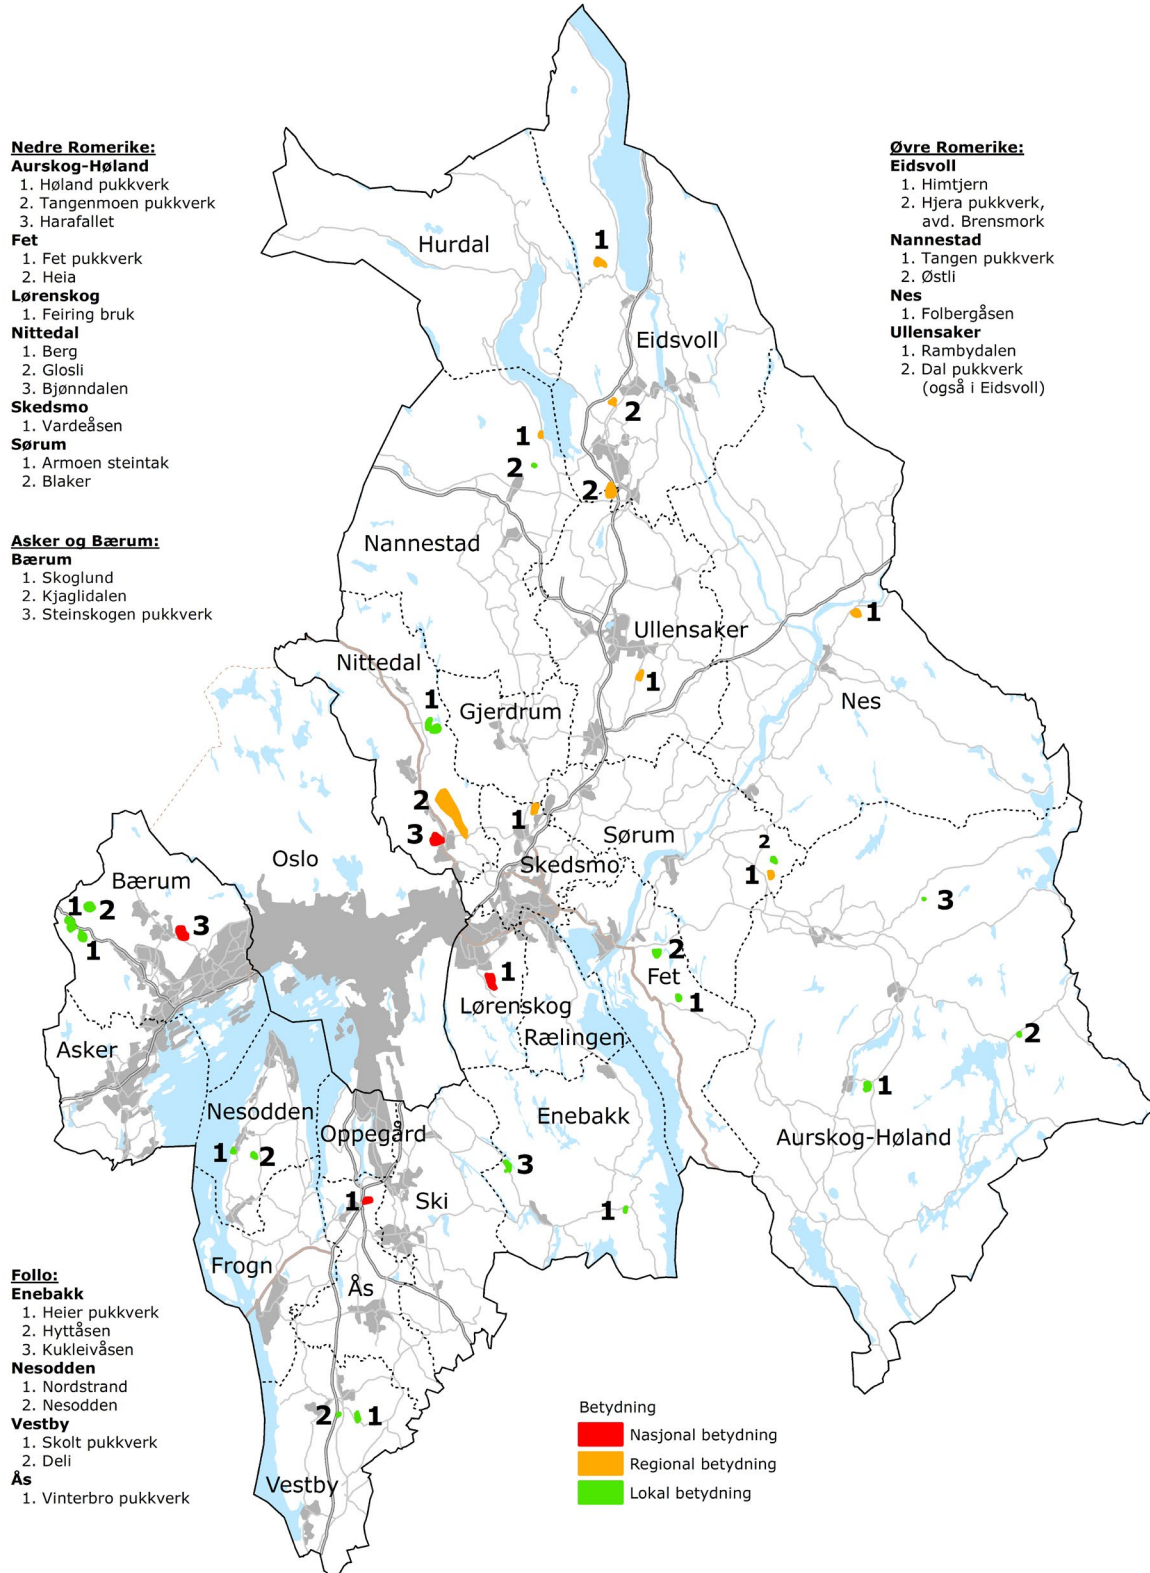 Nedre Romerike:
Aurskog-Høland
1. Høland pukkverk
2. Tangenmoen pukkverk
3. Harafallet
Fet
1. Fet pukkverk
2. Heia
Lørenskog
1. Feiring bruk
Nittedal
1. Berg
2. Glosli
3. Bjønndalen
Skedsmo
1. Vardeåsen
Sørum
1. Armoen steintak
2. Blaker
Asker og Bærum:
Bærum
1. Skoglund
2. Kjaglidalen
3. Steinskogen pukkverk
Øvre Romerike:
Eidsvoll
1. Himtjern
2. Hjera pukkverk,
avd. Brensmork
Nannestad
1. Tangen pukkverk
2. Østli
Nes
1. Folbergåsen
Ullensaker
1. Rambydalen
2. Dal pukkverk
(også i Eidsvoll)
Hurdal
1
Eidsvoll
2
1
2
2
Nannestad
1
Ullensaker
Nittedal
1
Nes
1
Gjerdrum
2
1
3
Sørum
2
Oslo
Skedsmo
1
Bærum
3
1 2
3
1
2
Fet
1
Lørenskog
1
2
Rælingen
Asker
1
Nesodden
Enebakk
Oppegård
Aurskog-Høland
1 2
3
1
Ski
1
Frogn
Ås
2 1
Vestby
Follo:
Enebakk
1. Heier pukkverk
2. Hyttåsen
3. Kukleivåsen
Nesodden
1. Nordstrand
2. Nesodden
Vestby
1. Skolt pukkverk
2. Deli
Ås
1. Vinterbro pukkverk
Betydning
Nasjonal betydning
Regional betydning
Lokal betydning